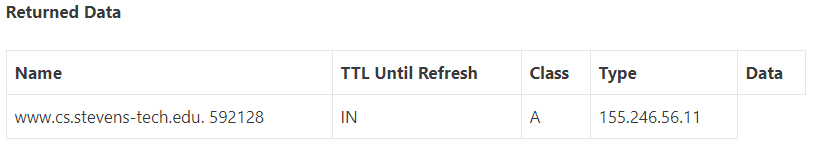 Returned Data
Name TTL Until Refresh Class Type Data
www.cs.stevens-tech.edu. 592128 IN A 155.246.56.11